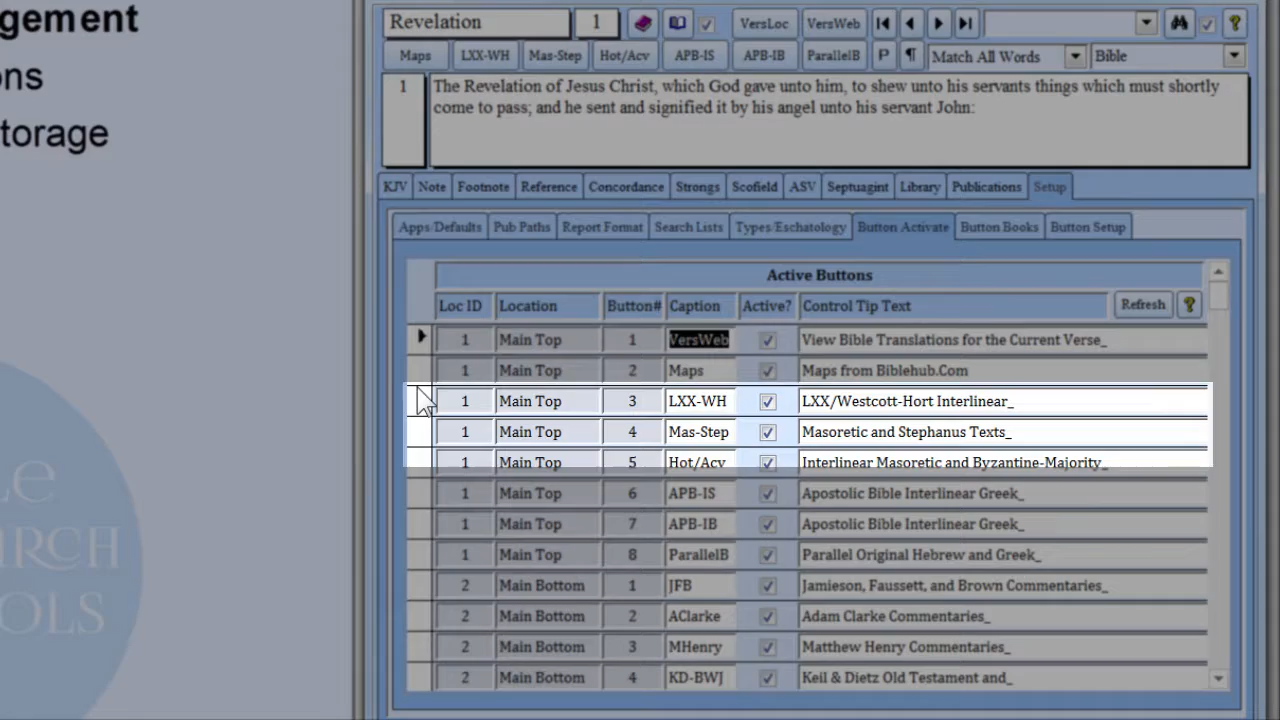 gement
ons
torage
LE
ARCH
OOLS
Revelation 1 VersLoc VersWeb ?
Maps LXX-WH Mas-Step Hot/Acv APB-IS APB-IB ParallelB P ¶ Match All Words Bible
1 The Revelation of Jesus Christ, which God gave unto him, to shew unto his servants things which must shortly
come to pass; and he sent and signified it by his angel unto his servant John:
KJV Note Footnote Reference Concordance Strongs Scofield ASV Septuagint Library Publications Setup
Apps/Defaults Pub Paths Report Format Search Lists Types/Eschatology Button Activate Button Books Button Setup
Active Buttons
Loc ID Location Button# Caption Active? Control Tip Text Refresh ?
1 Main Top 1 VersWeb View Bible Translations for the Current Verse_
1 Main Top 2 Maps Maps from Biblehub.Com
1 Main Top 3 LXX-WH LXX/Westcott-Hort Interlinear_
1 Main Top 4 Mas-Step Masoretic and Stephanus Texts_
1 Main Top 5 Hot/Acv Interlinear Masoretic and Byzantine-Majority_
1 Main Top 6 APB-IS Apostolic Bible Interlinear Greek_
1 Main Top 7 APB-IB Apostolic Bible Interlinear Greek_
1 Main Top 8 ParallelB Parallel Original Hebrew and Greek_
2 Main Bottom 1 JFB Jamieson, Faussett, and Brown Commentaries_
2 Main Bottom 2 AClarke Adam Clarke Commentaries_
2 Main Bottom 3 MHenry Matthew Henry Commentaries_
2 Main Bottom 4 KD-BWJ Keil & Dietz Old Testament and_